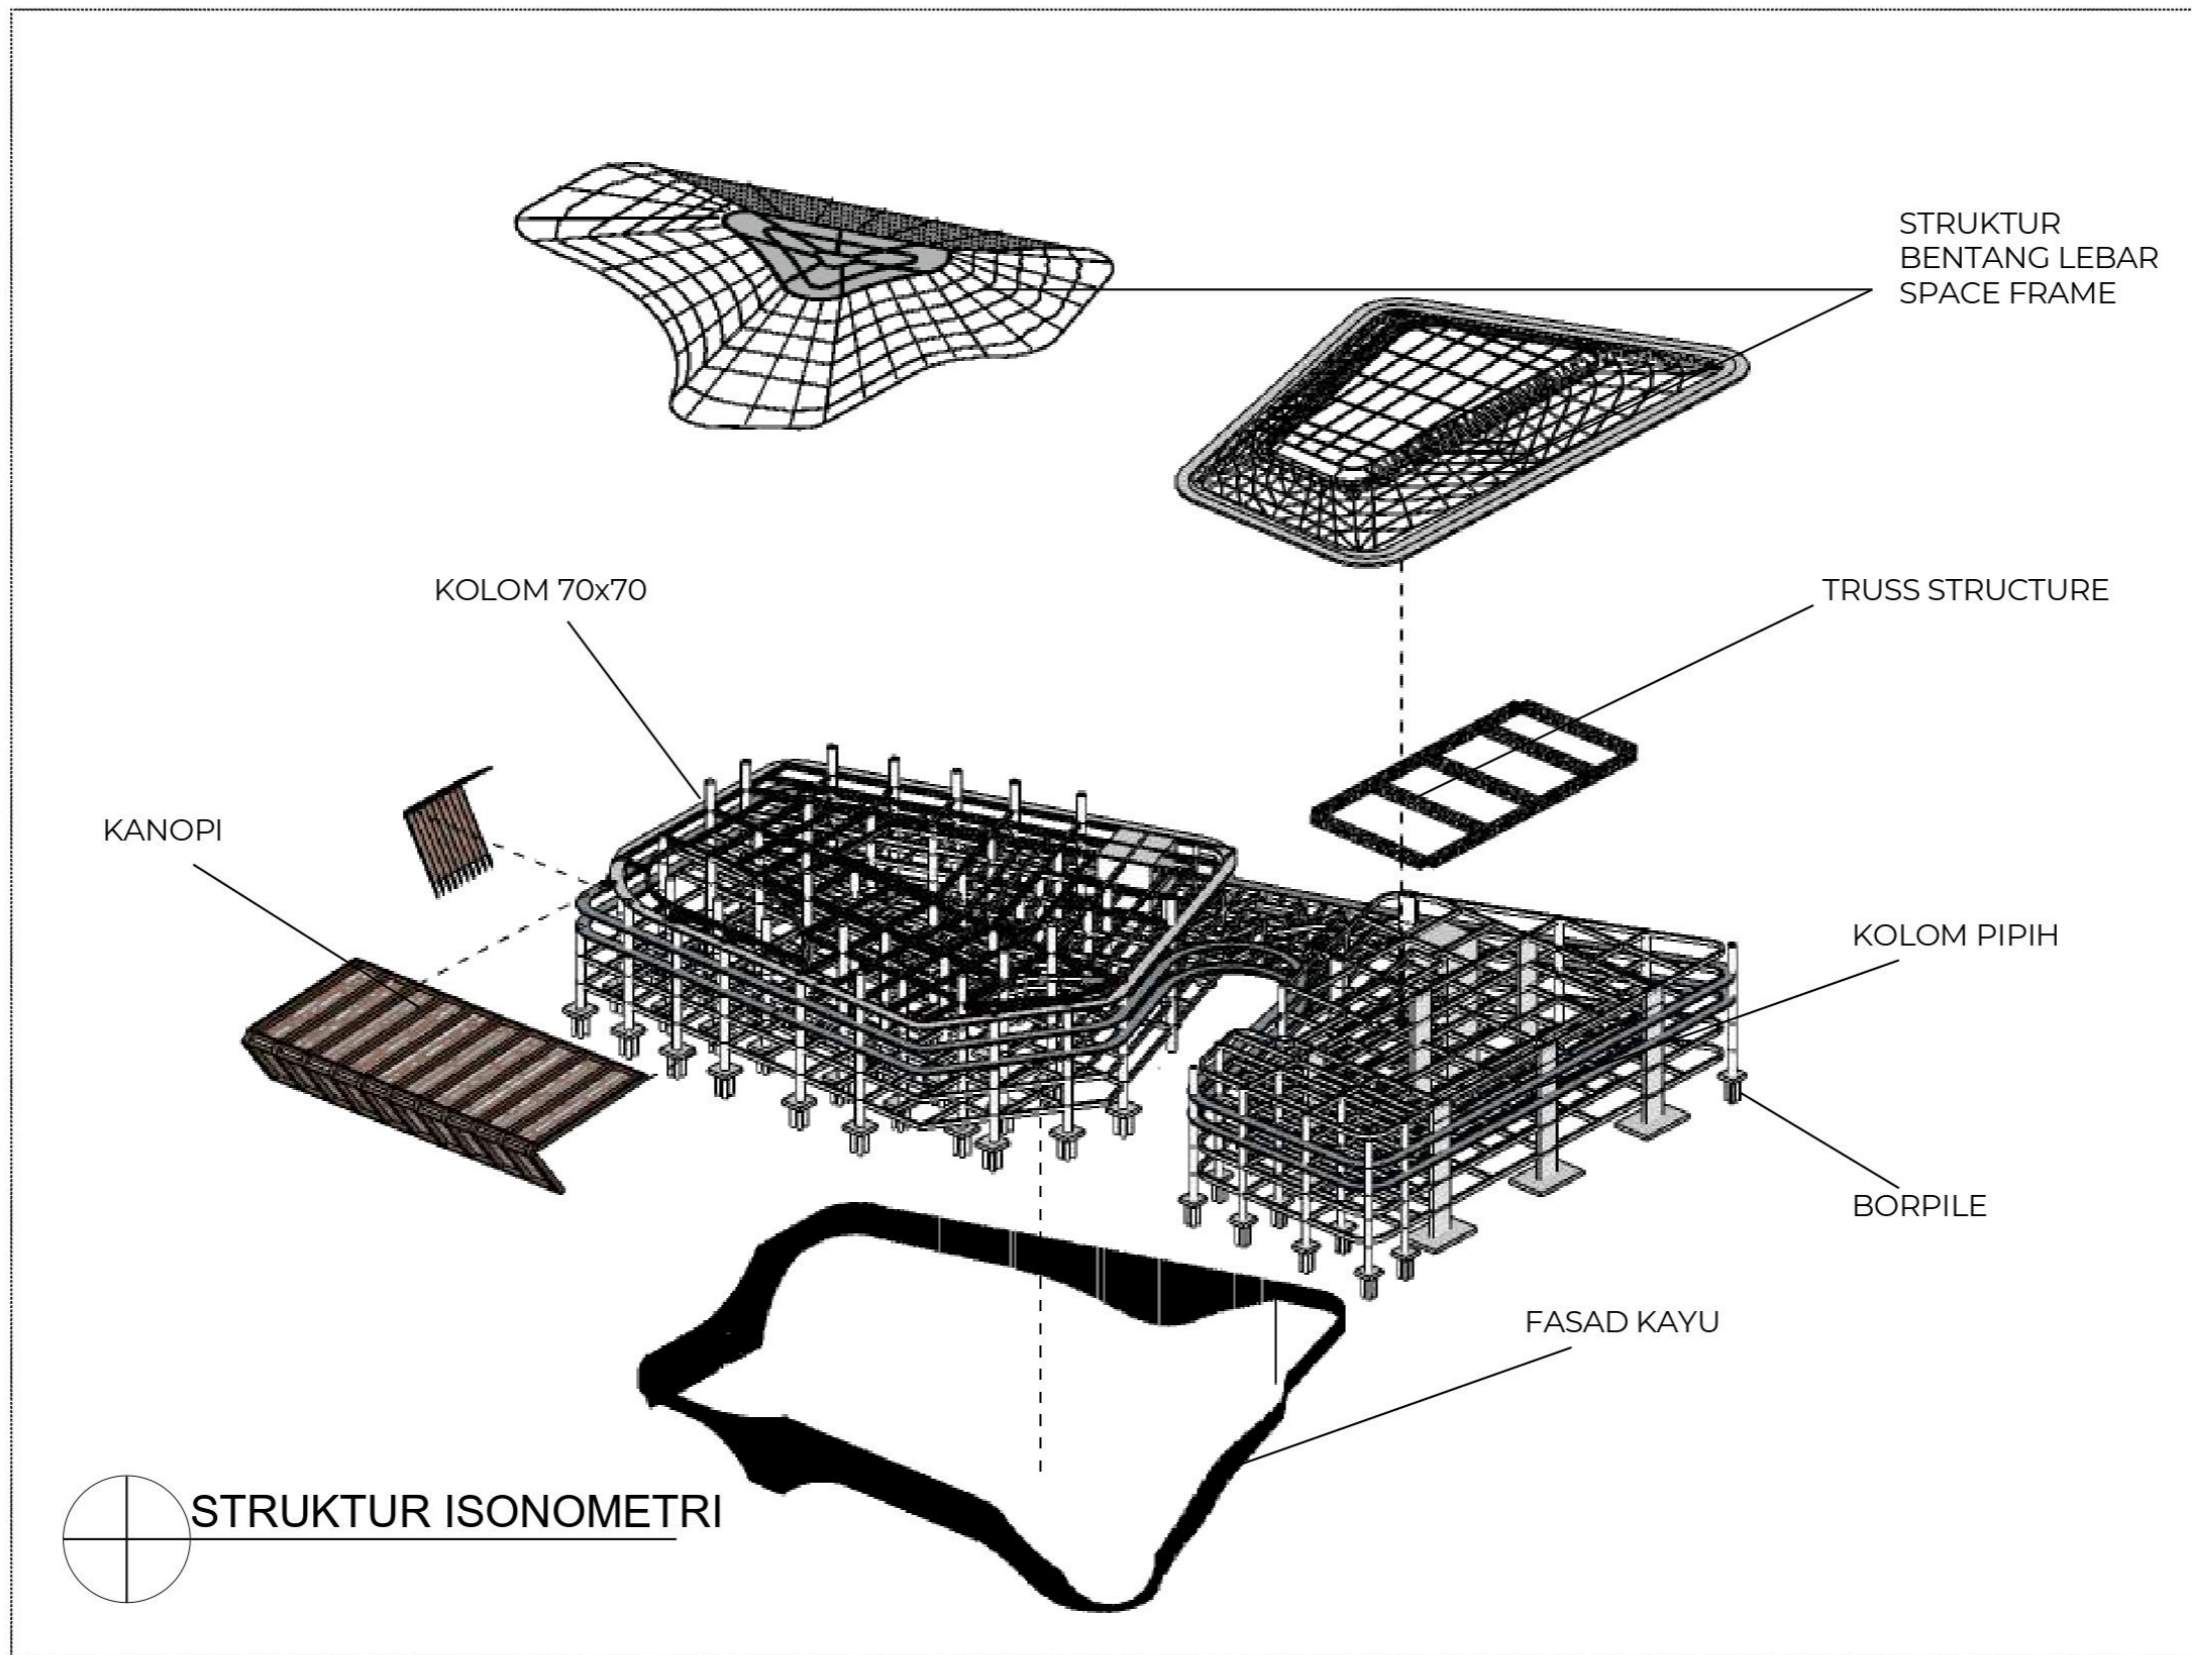 STRUKTUR
BENTANG LEBAR
SPACE FRAME
KOLOM 70x70
TRUSS STRUCTURE
KANOPI
KOLOM PIPIH
BORPILE
FASAD KAYU
STRUKTUR ISONOMETRI